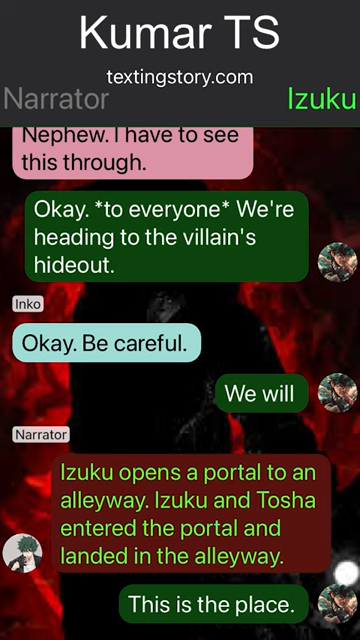 Kumar TS
textingstory.com
Narrator
Izuku
Nephew. I have to see
this through.
Okay. *to everyone* We're
heading to the villain's
hideout.
Inko
Okay. Be careful.
We will
Narrator
Izuku opens a portal to an
alleyway. Izuku and Tosha
entered the portal and
landed in the alleyway.
This is the place.